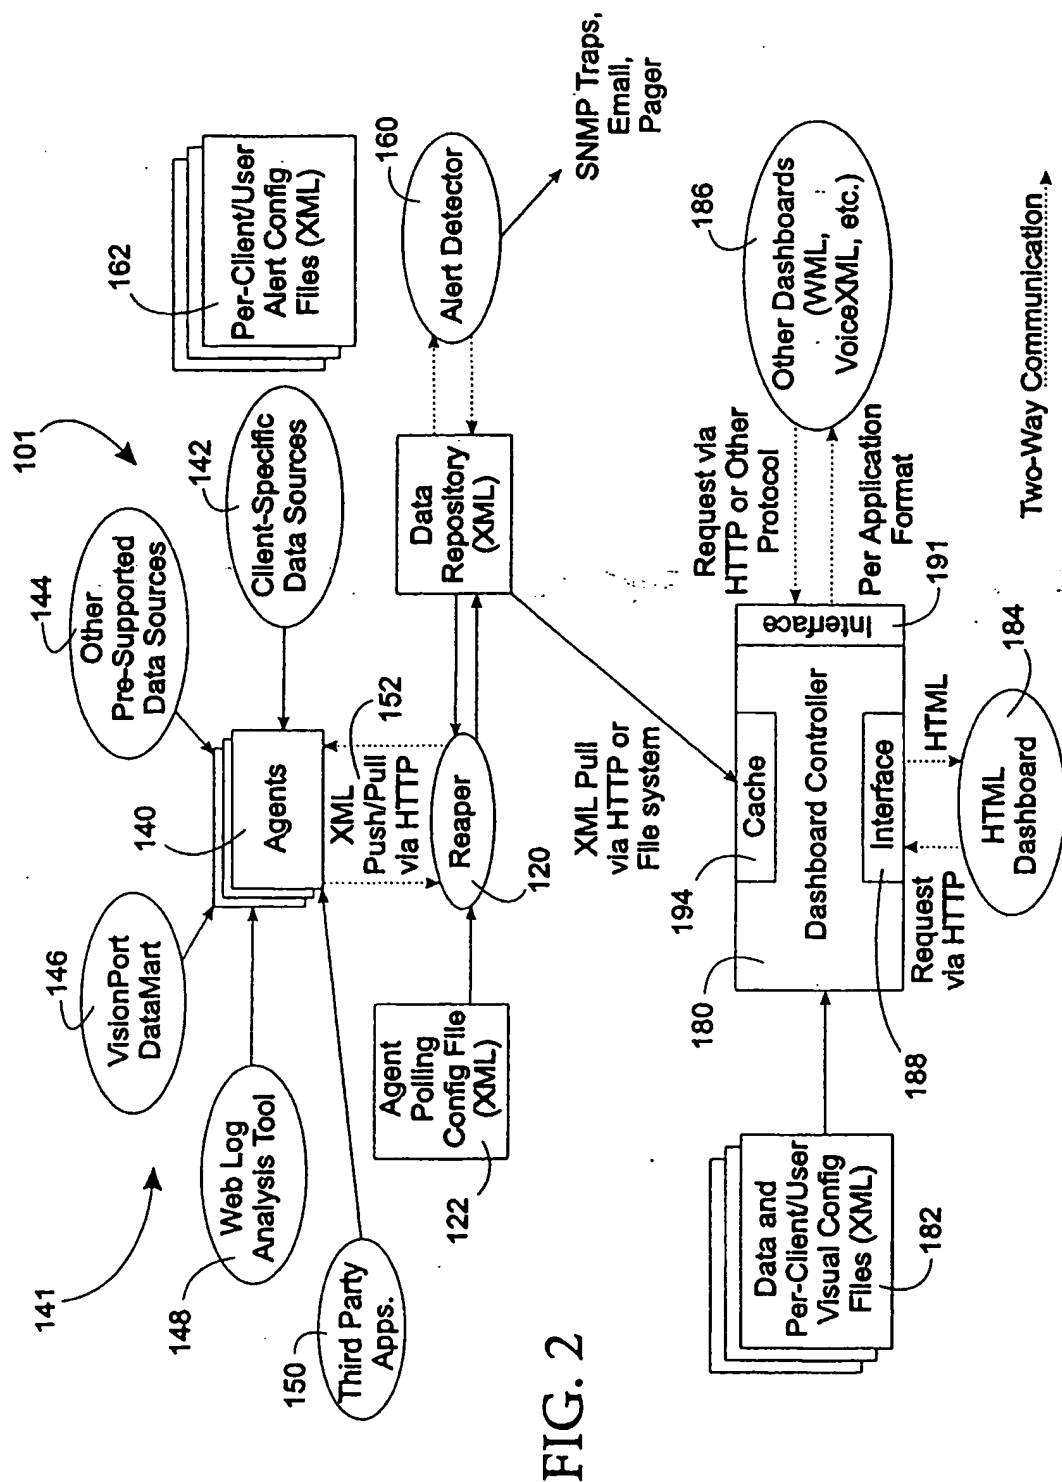 101
141
144
Other
Pre-Supported
Data Sources
146
VisionPort
DataMart
148
Web Log
Analysis Tool
150
Third Party
Apps.
140
Agents
142
Client-Specific
Data Sources
162
Per-Client/User
Alert Config
Files (XML)
XML
Push/Pull
via HTTP
152
Agent
Polling
Config File
(XML)
122
Reaper
120
Data
Repository
(XML)
160
Alert Detector
SNMP Traps,
Email,
Pager
XML Pull
via HTTP or
File system
Data and
Per-Client/User
Visual Config
Files (XML)
182
180
194
Cache
Dashboard Controller
Interface
188
Interface
191
Request via
HTTP or Other
Protocol
Per Application
Format
186
Other Dashboards
(WML,
VoiceXML, etc.)
Request
via HTTP
HTML
184
HTML
Dashboard
Two-Way Communication
FIG. 2